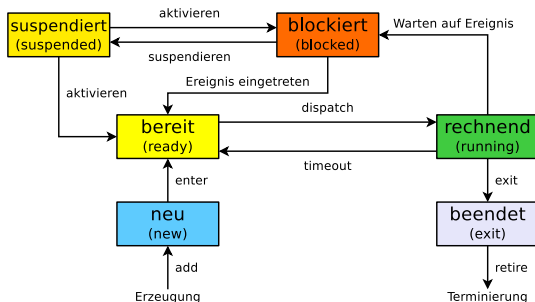 aktivieren
suspendiert
(suspended)
blockiert
(blocked)
Warten auf Ereignis
suspendieren
Ereignis eingetreten
aktivieren
dispatch
bereit
(ready)
rechnend
(running)
timeout
enter
exit
neu
(new)
beendet
(exit)
add
retire
Erzeugung
Terminierung